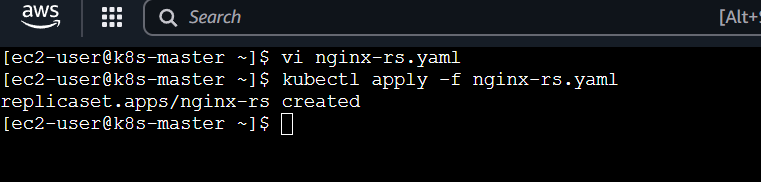 aws
Search
[Alt+S
[ec2-user@k8s-master ~]$ vi nginx-rs.yaml
[ec2-user@k8s-master ~]$ kubectl apply -f nginx-rs.yaml
replicaset.apps/nginx-rs created
[ec2-user@k8s-master ~]$